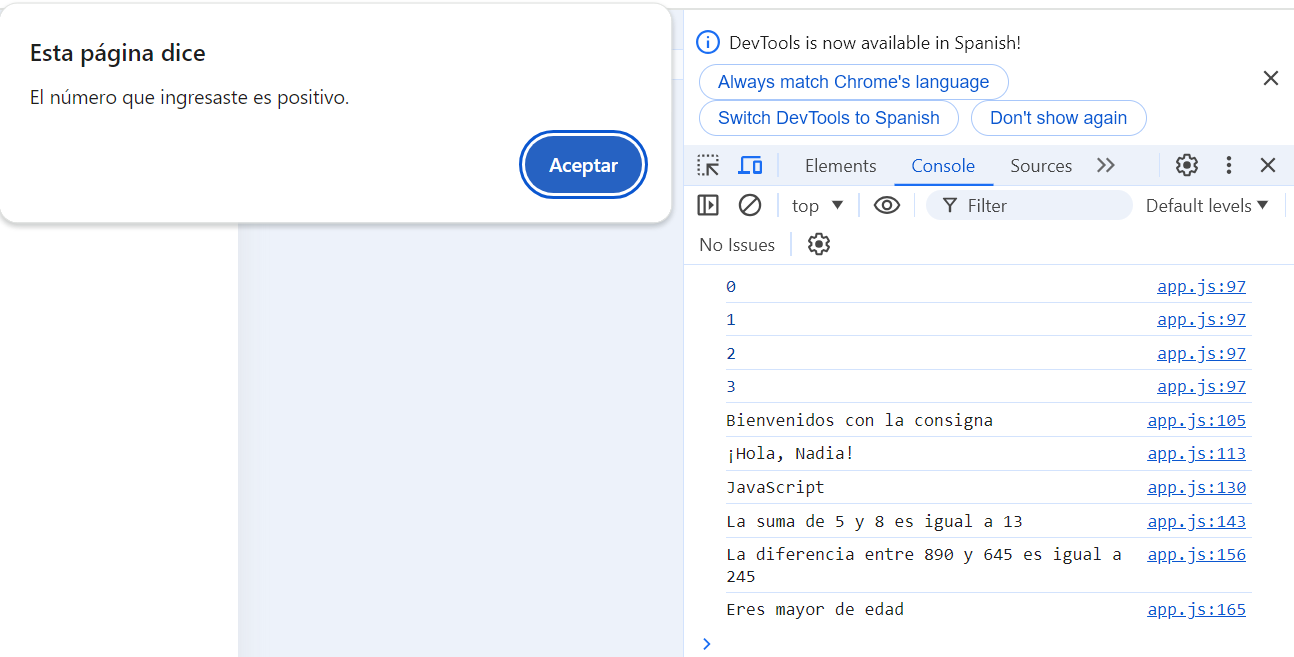 Esta página dice
El número que ingresaste es positivo.
Aceptar
DevTools is now available in Spanish!
Always match Chrome's language
Switch DevTools to Spanish
Don't show again
Elements
Console
Sources
top
Filter
Default levels
No Issues
0 app.js:97
1 app.js:97
2 app.js:97
3 app.js:97
Bienvenidos con la consigna app.js:105
¡Hola, Nadia! app.js:113
JavaScript app.js:130
La suma de 5 y 8 es igual a 13 app.js:143
La diferencia entre 890 y 645 es igual a app.js:156
245
Eres mayor de edad app.js:165